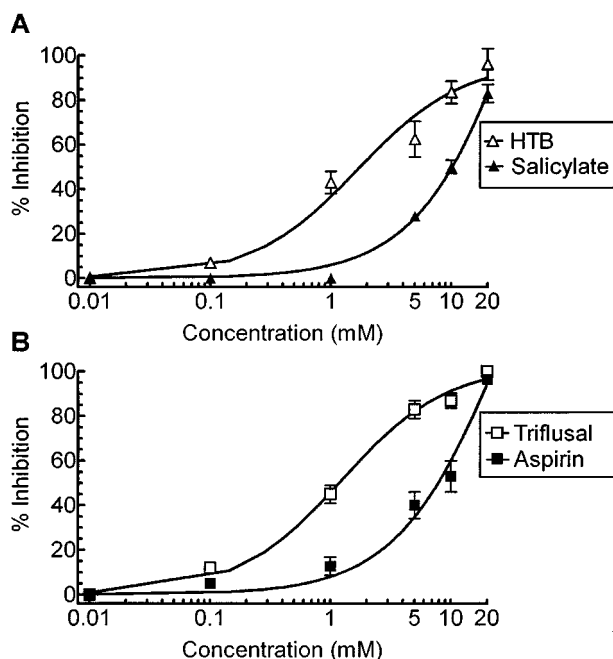 A
100
80
60
40
20
0
% Inhibition
0.01 0.1 1 5 10 20
Concentration (mM)
HTB
Salicylate
B
100
80
60
40
20
0
% Inhibition
0.01 0.1 1 5 10 20
Concentration (mM)
Triflusal
Aspirin